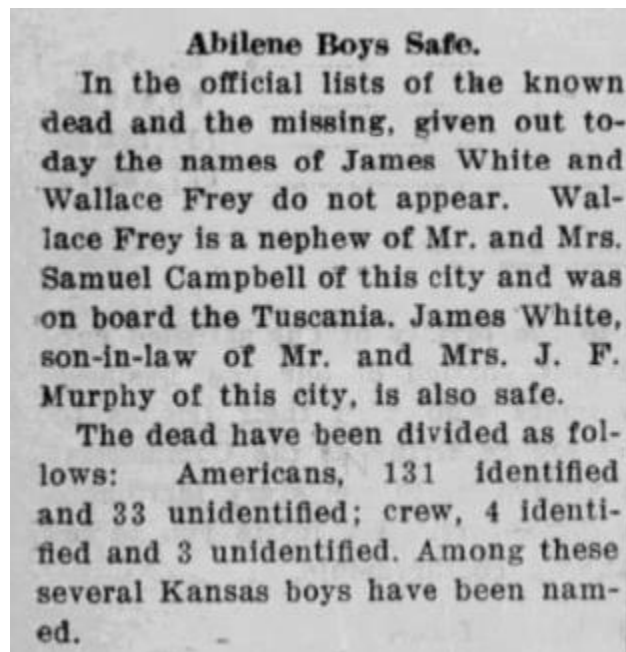 Abilene Boys Safe.
In the official lists of the known
dead and the missing, given out to-
day the names of James White and
Wallace Frey do not appear. Wal-
lace Frey is a nephew of Mr. and Mrs.
Samuel Campbell of this city and was
on board the Tuscania. James White,
son-in-law of Mr. and Mrs. J. F.
Murphy of this city, is also safe.
The dead have been divided as fol-
lows: Americans, 131 identified
and 33 unidentified; crew, 4 identi-
fied and 3 unidentified. Among these
several Kansas boys have been nam-
ed.